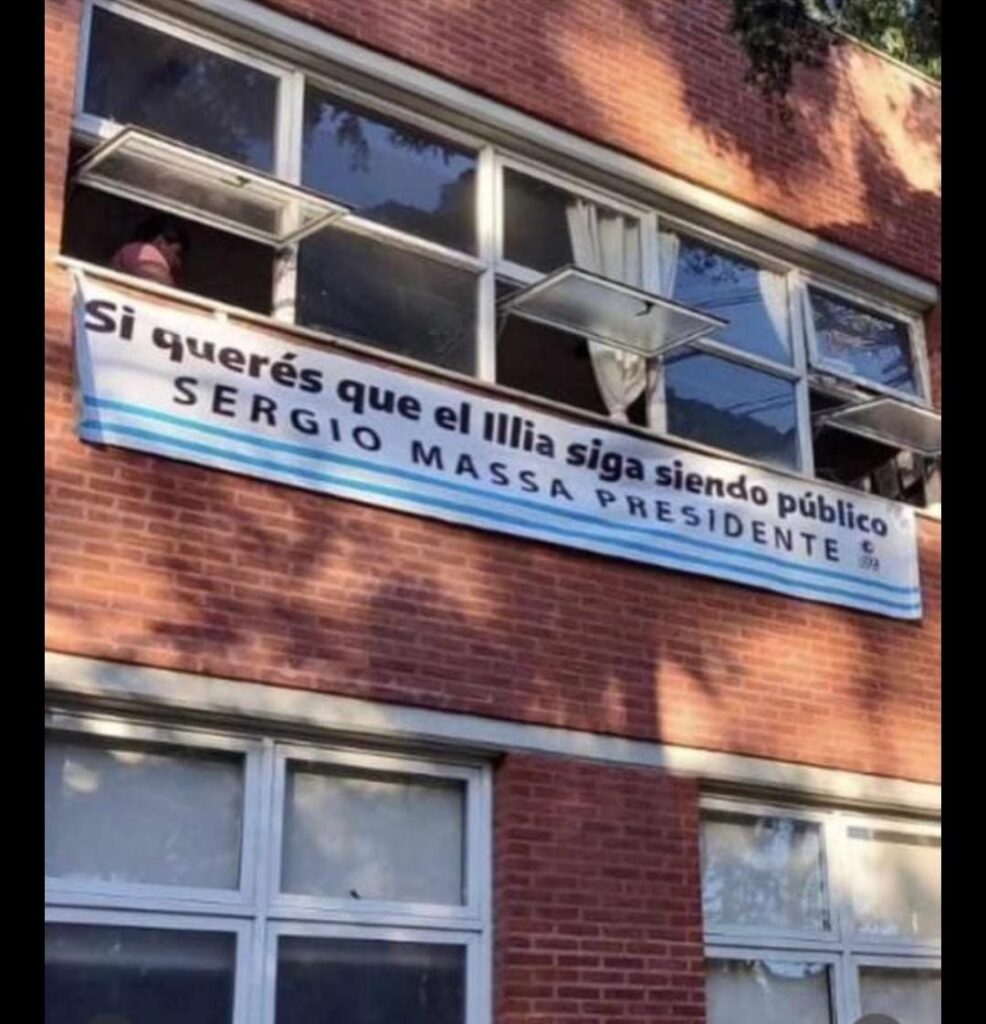 Si querés que el Illia siga siendo público
SERGIO MASSA PRESIDENTE